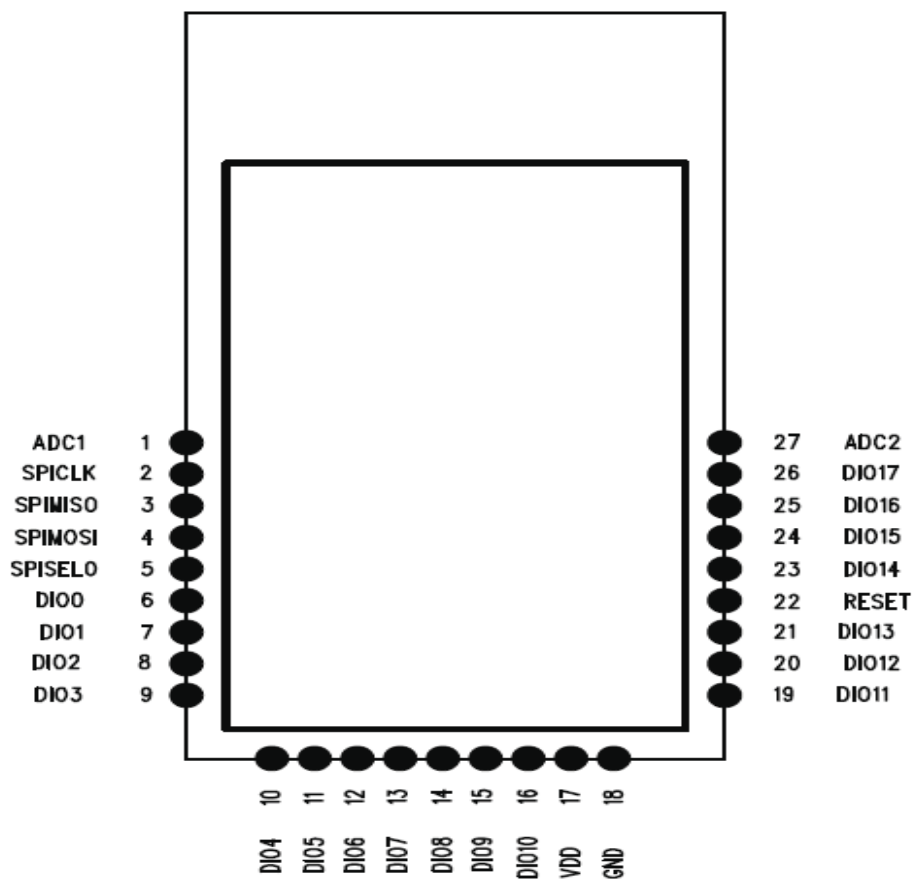 ADC1 1 27 ADC2
SPICLK 2 26 DIO17
SPIMISO 3 25 DIO16
SPIMOSI 4 24 DIO15
SPISEL0 5 23 DIO14
DIO0 6 22 RESET
DIO1 7 21 DIO13
DIO2 8 20 DIO12
DIO3 9 19 DIO11
10 11 12 13 14 15 16 17 18
DIO4 DIO5 DIO6 DIO7 DIO8 DIO9 DIO10 VDD GND